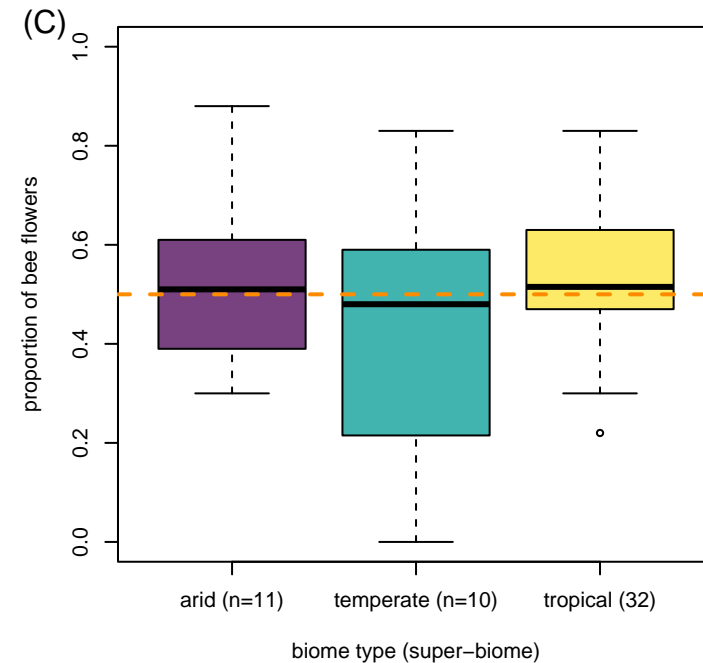 (C)
proportion of bee flowers
1.0
0.8
0.6
0.4
0.2
0.0
arid (n=11) temperate (n=10) tropical (32)
biome type (super−biome)